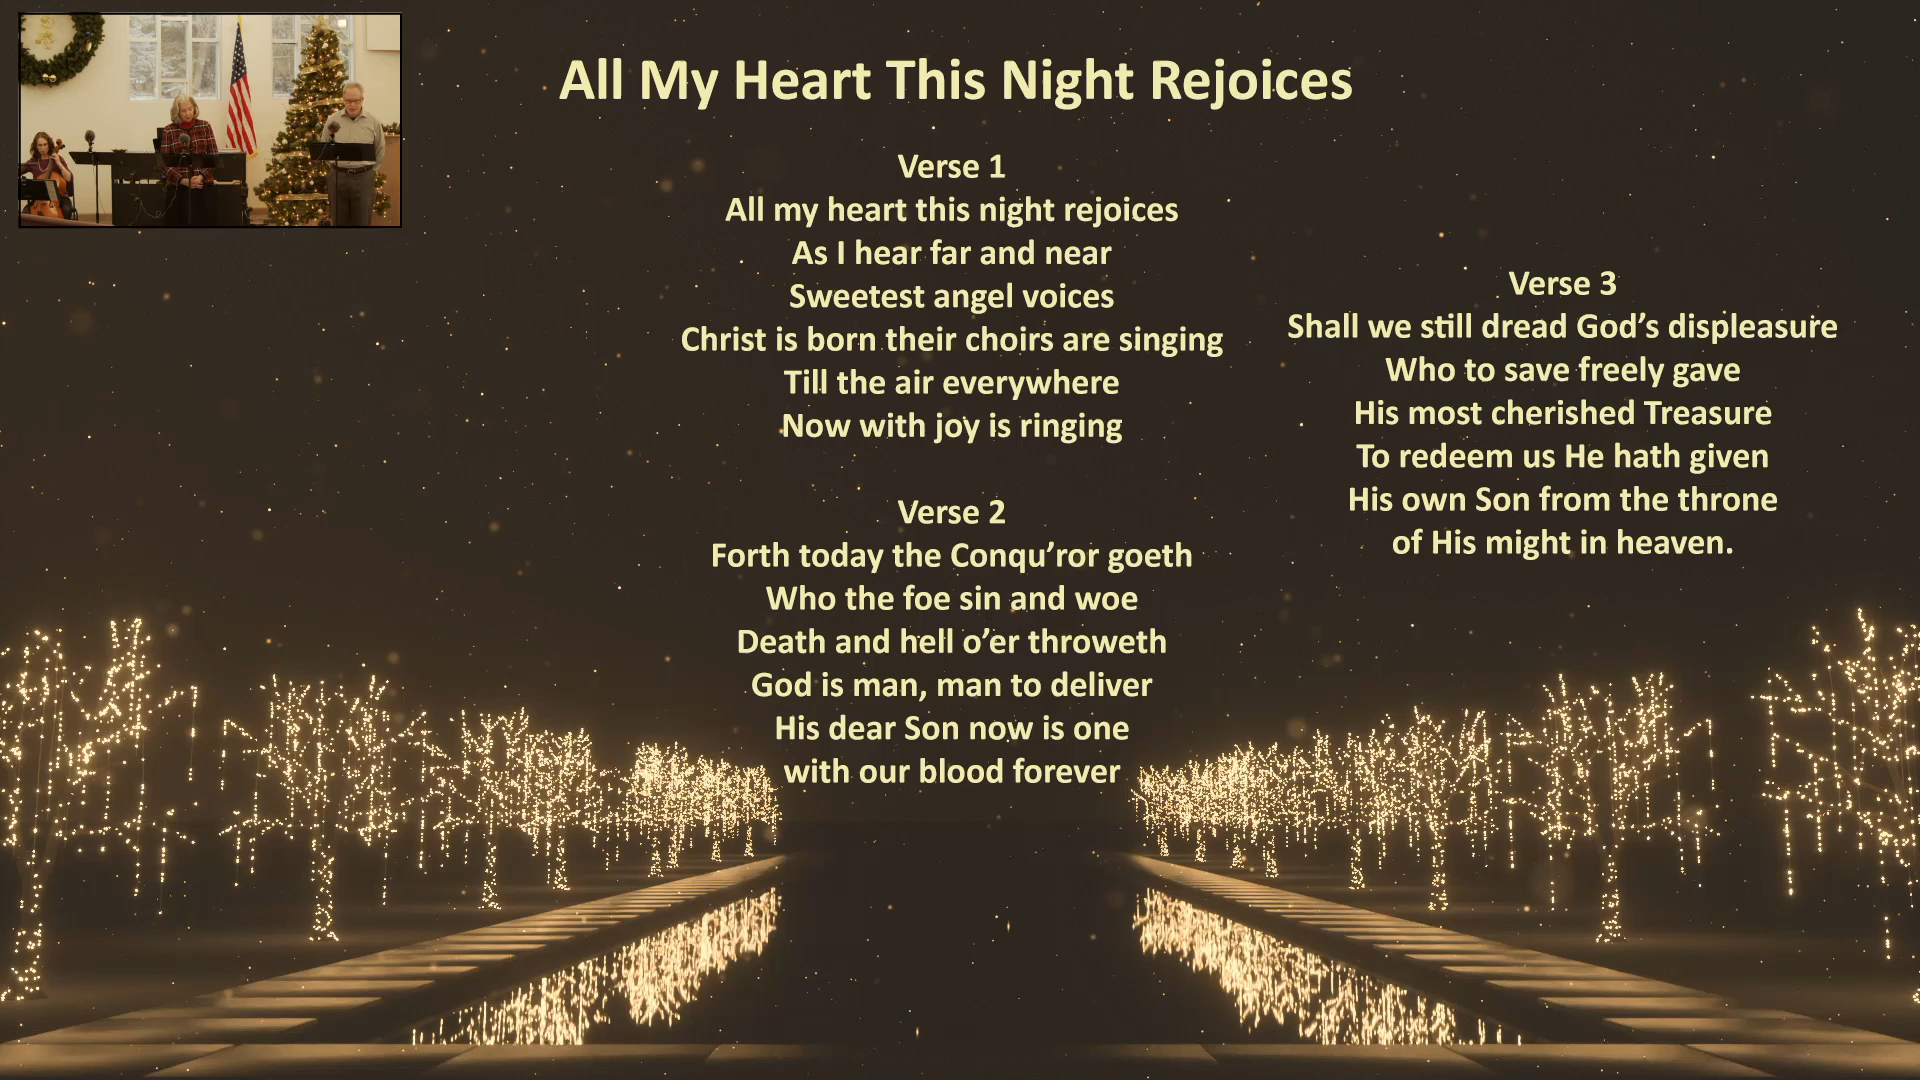 All My Heart This Night Rejoices
Verse 1
All my heart this night rejoices
As I hear far and near
Sweetest angel voices
Christ is born their choirs are singing
Till the air everywhere
Now with joy is ringing
Verse 2
Forth today the Conqu’ror goeth
Who the foe sin and woe
Death and hell o’er throweth
God is man, man to deliver
His dear Son now is one
with our blood forever
Verse 3
Shall we still dread God’s displeasure
Who to save freely gave
His most cherished Treasure
To redeem us He hath given
His own Son from the throne
of His might in heaven.